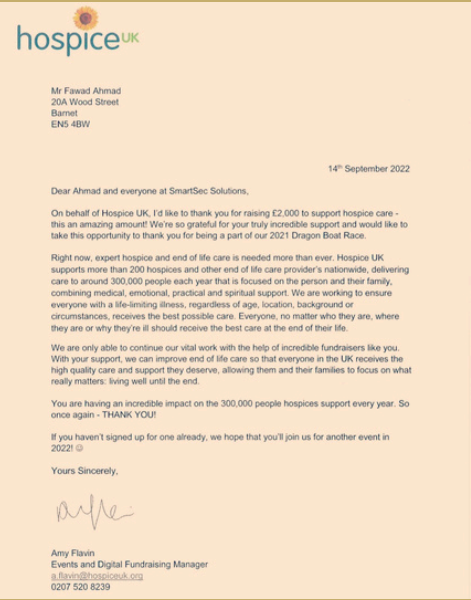 hospice UK
Mr Fawad Ahmad
20A Wood Street
Barnet
EN5 4BW
14th September 2022
Dear Ahmad and everyone at SmartSec Solutions,
On behalf of Hospice UK, I'd like to thank you for raising £2,000 to support hospice care -
this an amazing amount! We're so grateful for your truly incredible support and would like to
take this opportunity to thank you for being a part of our 2021 Dragon Boat Race.
Right now, expert hospice and end of life care is needed more than ever. Hospice UK
supports more than 200 hospices and other end of life care provider's nationwide, delivering
care to around 300,000 people each year that is focused on the person and their family,
combining medical, emotional, practical and spiritual support. We are working to ensure
everyone with a life-limiting illness, regardless of age, location, background or
circumstances, receives the best possible care. Everyone, no matter who they are, where
they are or why they're ill should receive the best care at the end of their life.
We are only able to continue our vital work with the help of incredible fundraisers like you.
With your support, we can improve end of life care so that everyone in the UK receives the
high quality care and support they deserve, allowing them and their families to focus on what
really matters: living well until the end.
You are having an incredible impact on the 300,000 people hospices support every year. So
once again - THANK YOU!
If you haven't signed up for one already, we hope that you'll join us for another event in
2022! ☺
Yours Sincerely,
Amy Flavin
Events and Digital Fundraising Manager
a.flavin@hospiceuk.org
0207 520 8239